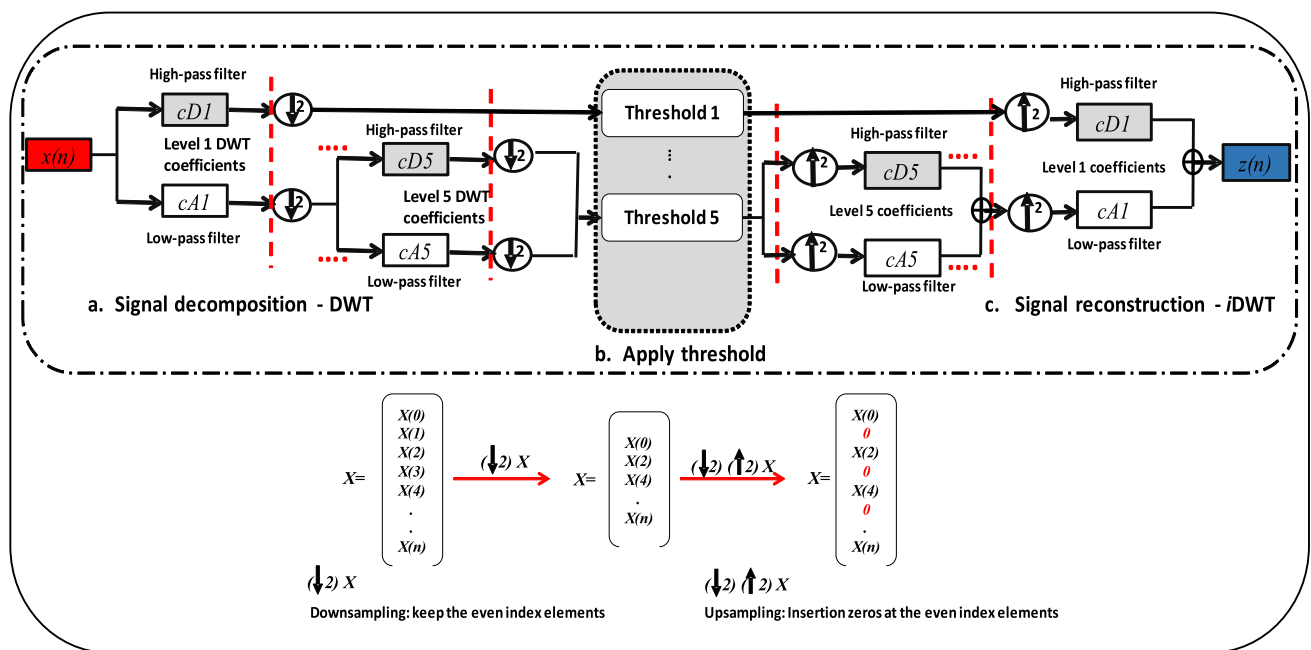 High-pass filter
cD1
2
x(n)
Level 1 DWT
coefficients
cA1
2
Low-pass filter
.....
High-pass filter
cD5
2
Level 5 DWT
coefficients
.....
cA5
2
Low-pass filter
a. Signal decomposition - DWT
Threshold 1
⋮
Threshold 5
b. Apply threshold
2
High-pass filter
cD5
.....
Level 5 coefficients
2
cA5
.....
Low-pass filter
High-pass filter
2
cD1
Level 1 coefficients
z(n)
2
cA1
Low-pass filter
c. Signal reconstruction - iDWT
X=
X(0)
X(1)
X(2)
X(3)
X(4)
.
.
X(n)
(↓2) X
X=
X(0)
X(2)
X(4)
.
X(n)
(↓2) (↑2) X
X=
X(0)
0
X(2)
0
X(4)
0
.
X(n)
(↓2) X
Downsampling: keep the even index elements
(↓2) (↑2) X
Upsampling: Insertion zeros at the even index elements